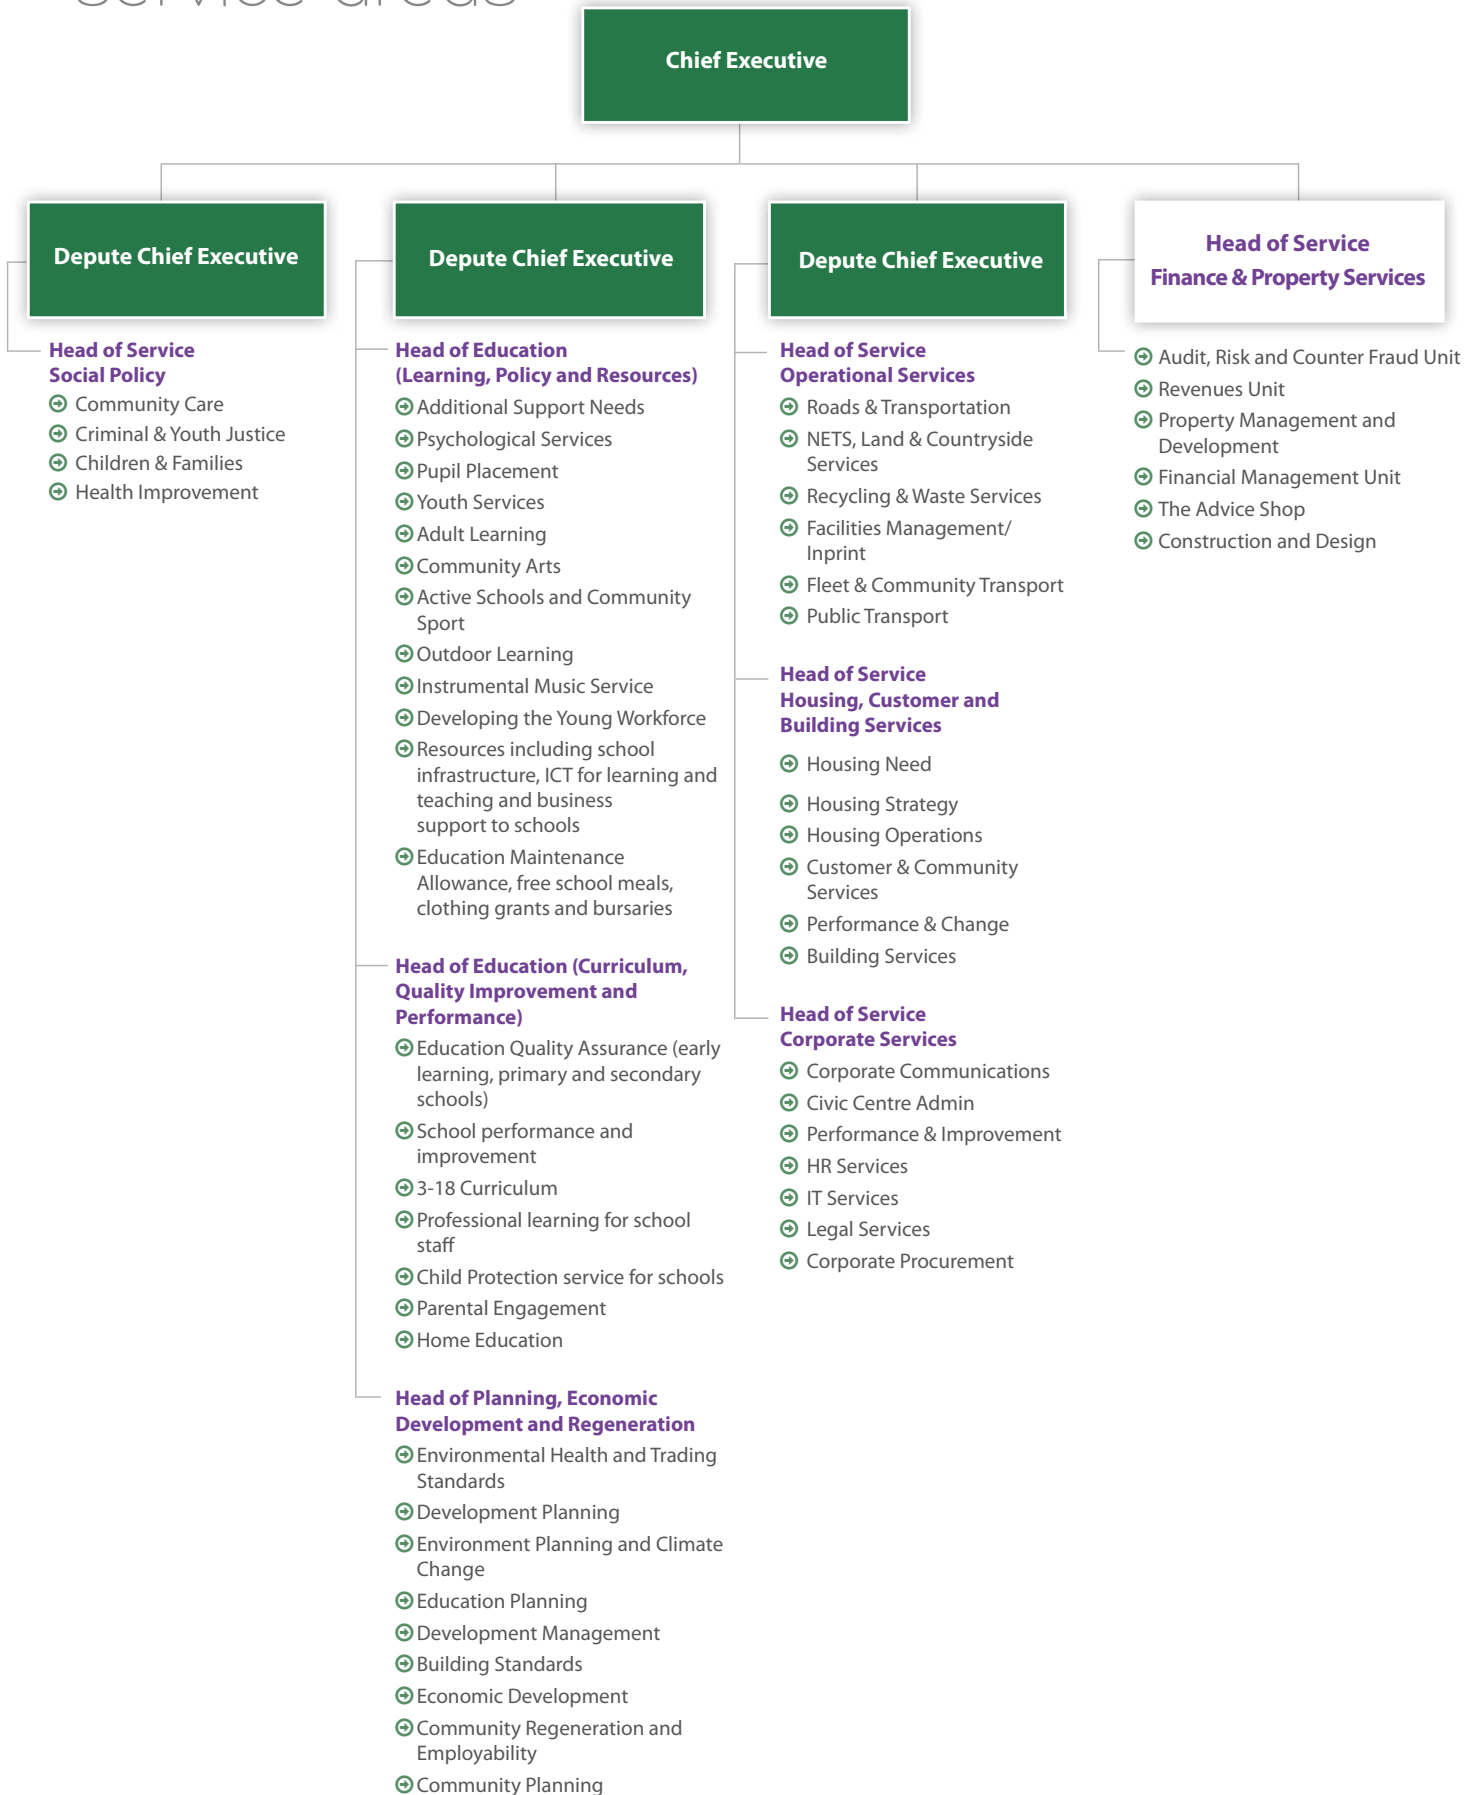 service areas
Chief Executive
Depute Chief Executive
Head of Service
Social Policy
Community Care
Criminal & Youth Justice
Children & Families
Health Improvement
Depute Chief Executive
Head of Education
(Learning, Policy and Resources)
Additional Support Needs
Psychological Services
Pupil Placement
Youth Services
Adult Learning
Community Arts
Active Schools and Community
Sport
Outdoor Learning
Instrumental Music Service
Developing the Young Workforce
Resources including school
infrastructure, ICT for learning and
teaching and business
support to schools
Education Maintenance
Allowance, free school meals,
clothing grants and bursaries
Head of Education (Curriculum,
Quality Improvement and
Performance)
Education Quality Assurance (early
learning, primary and secondary
schools)
School performance and
improvement
3-18 Curriculum
Professional learning for school
staff
Child Protection service for schools
Parental Engagement
Home Education
Head of Planning, Economic
Development and Regeneration
Environmental Health and Trading
Standards
Development Planning
Environment Planning and Climate
Change
Education Planning
Development Management
Building Standards
Economic Development
Community Regeneration and
Employability
Community Planning
Depute Chief Executive
Head of Service
Operational Services
Roads & Transportation
NETS, Land & Countryside
Services
Recycling & Waste Services
Facilities Management/
Inprint
Fleet & Community Transport
Public Transport
Head of Service
Housing, Customer and
Building Services
Housing Need
Housing Strategy
Housing Operations
Customer & Community
Services
Performance & Change
Building Services
Head of Service
Corporate Services
Corporate Communications
Civic Centre Admin
Performance & Improvement
HR Services
IT Services
Legal Services
Corporate Procurement
Head of Service
Finance & Property Services
Audit, Risk and Counter Fraud Unit
Revenues Unit
Property Management and
Development
Financial Management Unit
The Advice Shop
Construction and Design